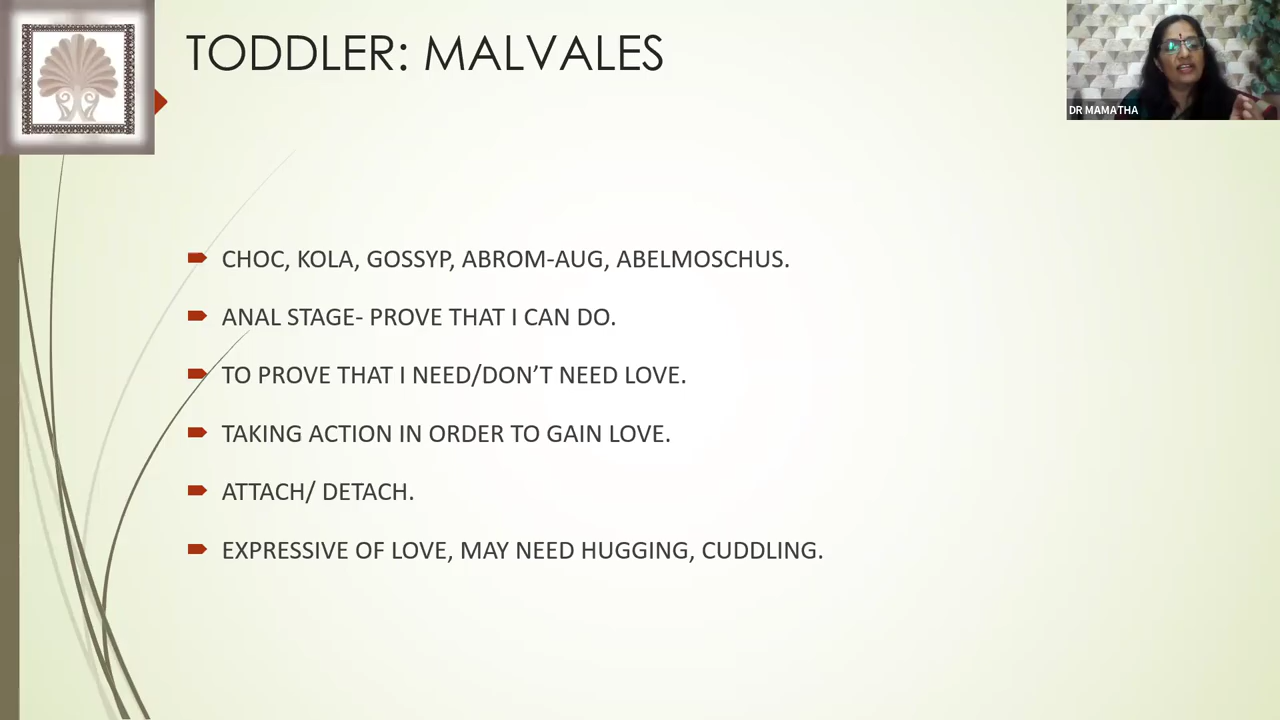 TODDLER: MALVALES
DR MAMATHA
CHOC, KOLA, GOSSYP, ABROM-AUG, ABELMOSCHUS.
ANAL STAGE- PROVE THAT I CAN DO.
TO PROVE THAT I NEED/DON’T NEED LOVE.
TAKING ACTION IN ORDER TO GAIN LOVE.
ATTACH/ DETACH.
EXPRESSIVE OF LOVE, MAY NEED HUGGING, CUDDLING.